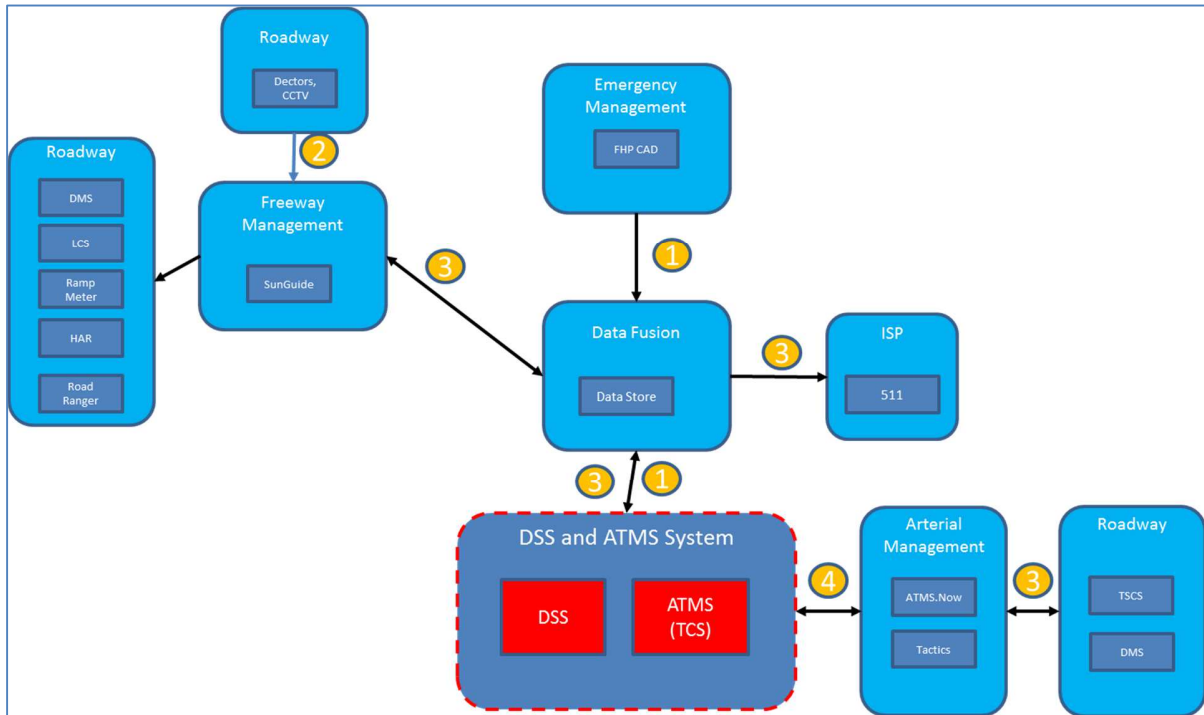 Roadway
Dectors,
CCTV
2
Emergency
Management
FHP CAD
1
Roadway
DMS
LCS
Ramp
Meter
HAR
Road
Ranger
Freeway
Management
SunGuide
3
Data Fusion
Data Store
3
ISP
511
3
1
DSS and ATMS System
DSS
ATMS
(TCS)
4
Arterial
Management
ATMS.Now
Tactics
3
Roadway
TSCS
DMS